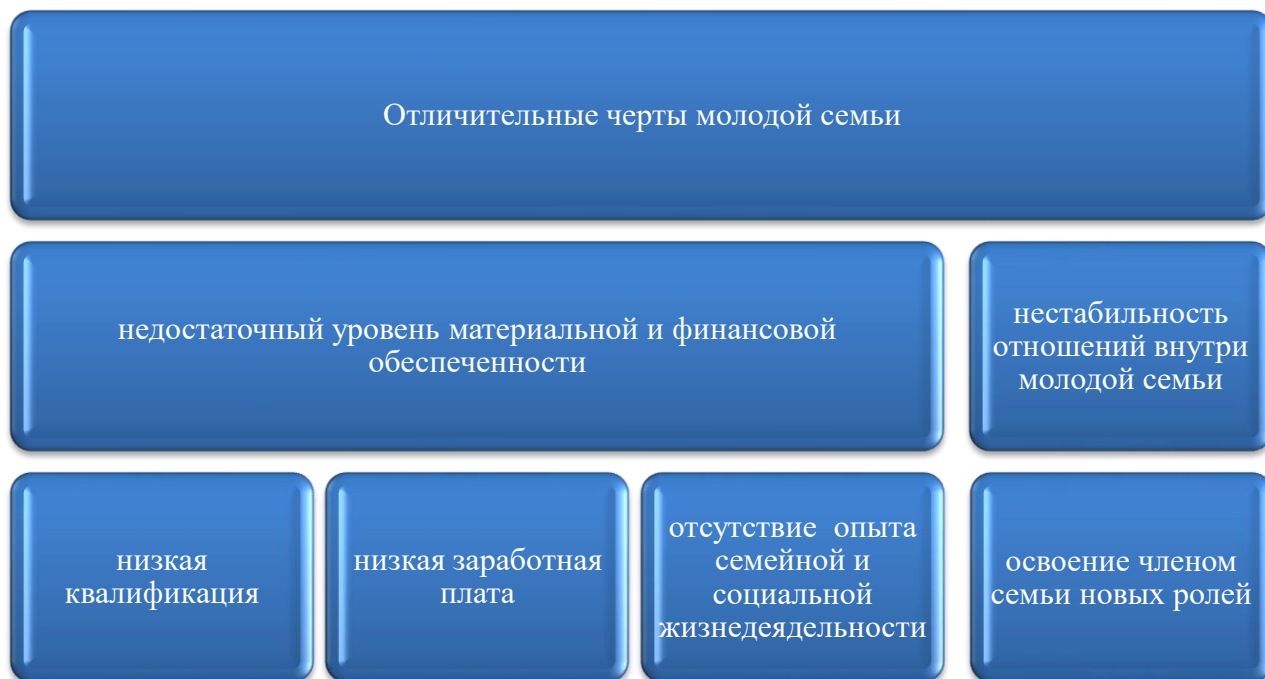 Отличительные черты молодой семьи
недостаточный уровень материальной и финансовой
обеспеченности
нестабильность
отношений внутри
молодой семьи
низкая
квалификация
низкая заработная
плата
отсутствие опыта
семейной и
социальной
жизнедеядельности
освоение членом
семьи новых ролей